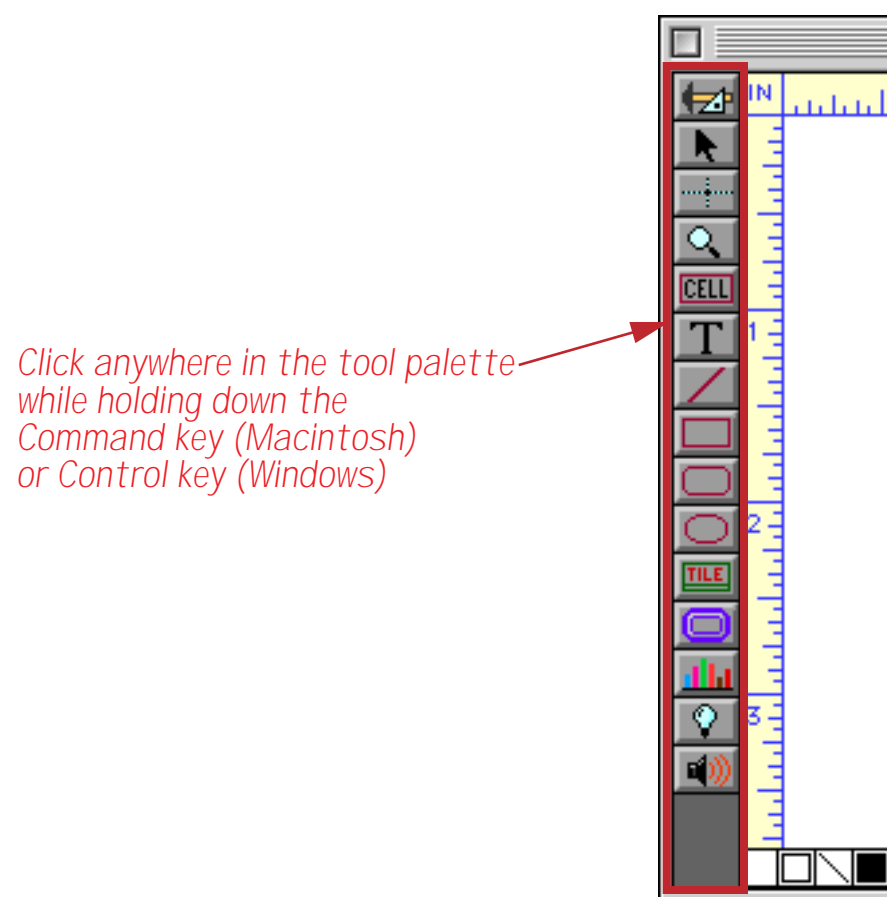 IN
CELL
1
Click anywhere in the tool palette
while holding down the
Command key (Macintosh)
or Control key (Windows)
T
2
TILE
3